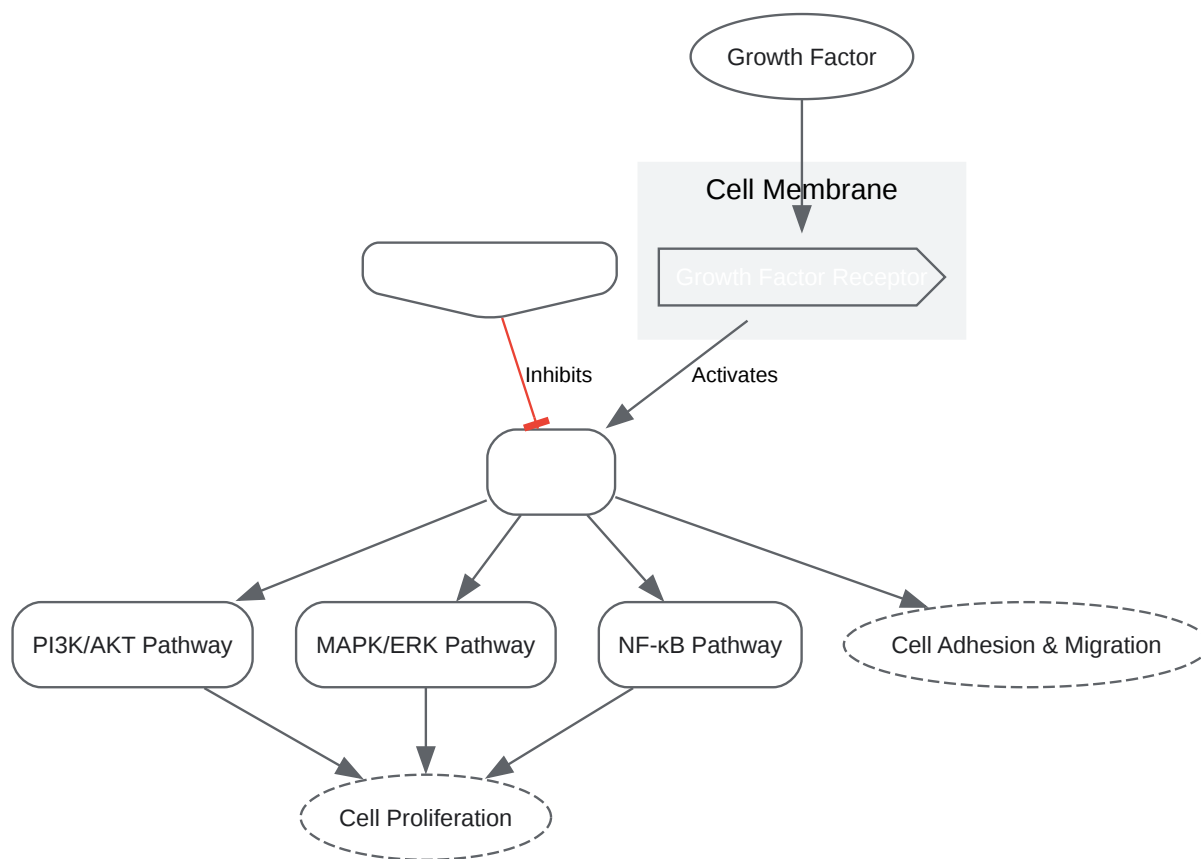 Growth Factor
Cell Membrane
Growth Factor Receptor
Inhibits
Activates
PI3K/AKT Pathway
MAPK/ERK Pathway
NF-κB Pathway
Cell Adhesion & Migration
Cell Proliferation